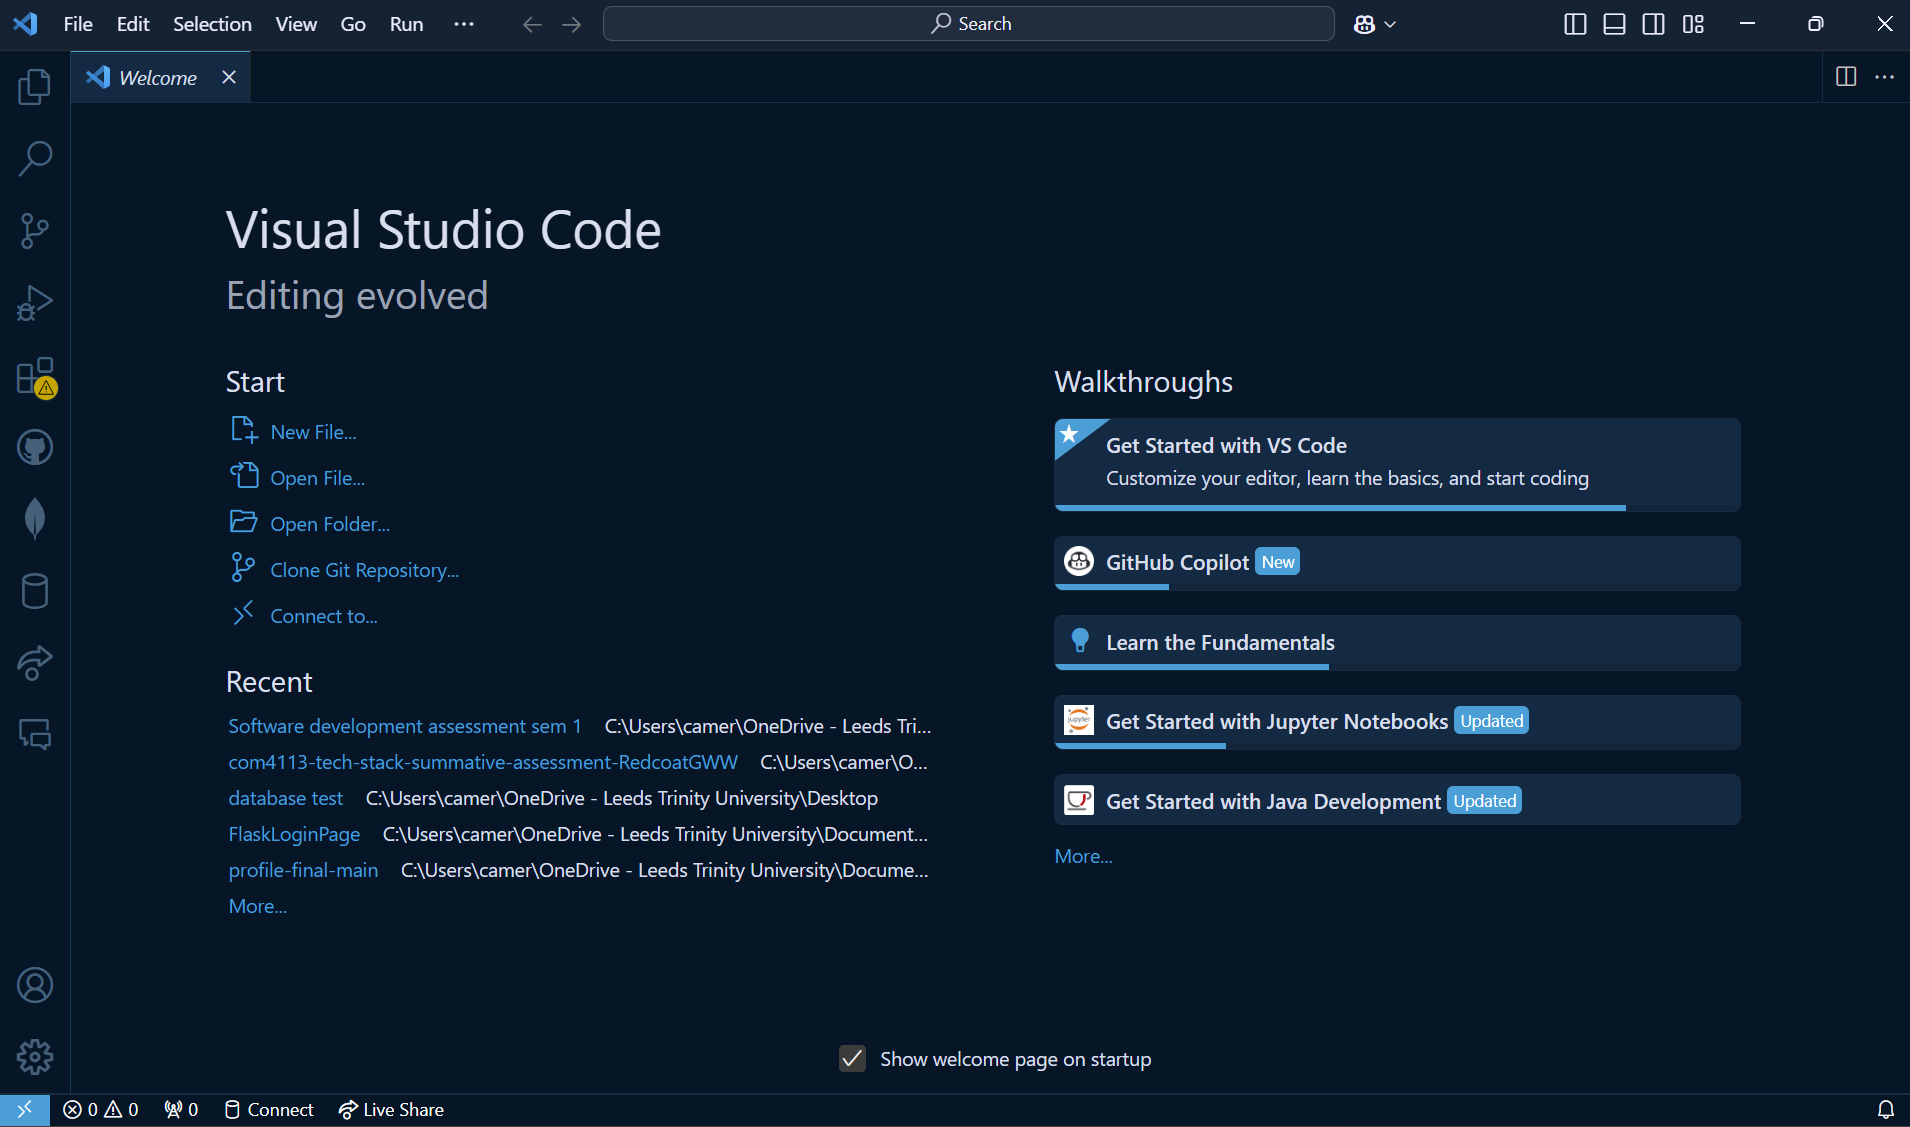 File Edit Selection View Go Run ···
Search
Welcome
Visual Studio Code
Editing evolved
Start
New File...
Open File...
Open Folder...
Clone Git Repository...
Connect to...
Recent
Software development assessment sem 1 C:\Users\camer\OneDrive - Leeds Tri...
com4113-tech-stack-summative-assessment-RedcoatGWW C:\Users\camer\O...
database test C:\Users\camer\OneDrive - Leeds Trinity University\Desktop
FlaskLoginPage C:\Users\camer\OneDrive - Leeds Trinity University\Document...
profile-final-main C:\Users\camer\OneDrive - Leeds Trinity University\Docume...
More...
Walkthroughs
Get Started with VS Code
Customize your editor, learn the basics, and start coding
GitHub Copilot New
Learn the Fundamentals
jupyter
Get Started with Jupyter Notebooks Updated
Get Started with Java Development Updated
More...
Show welcome page on startup
0 0 0 Connect Live Share